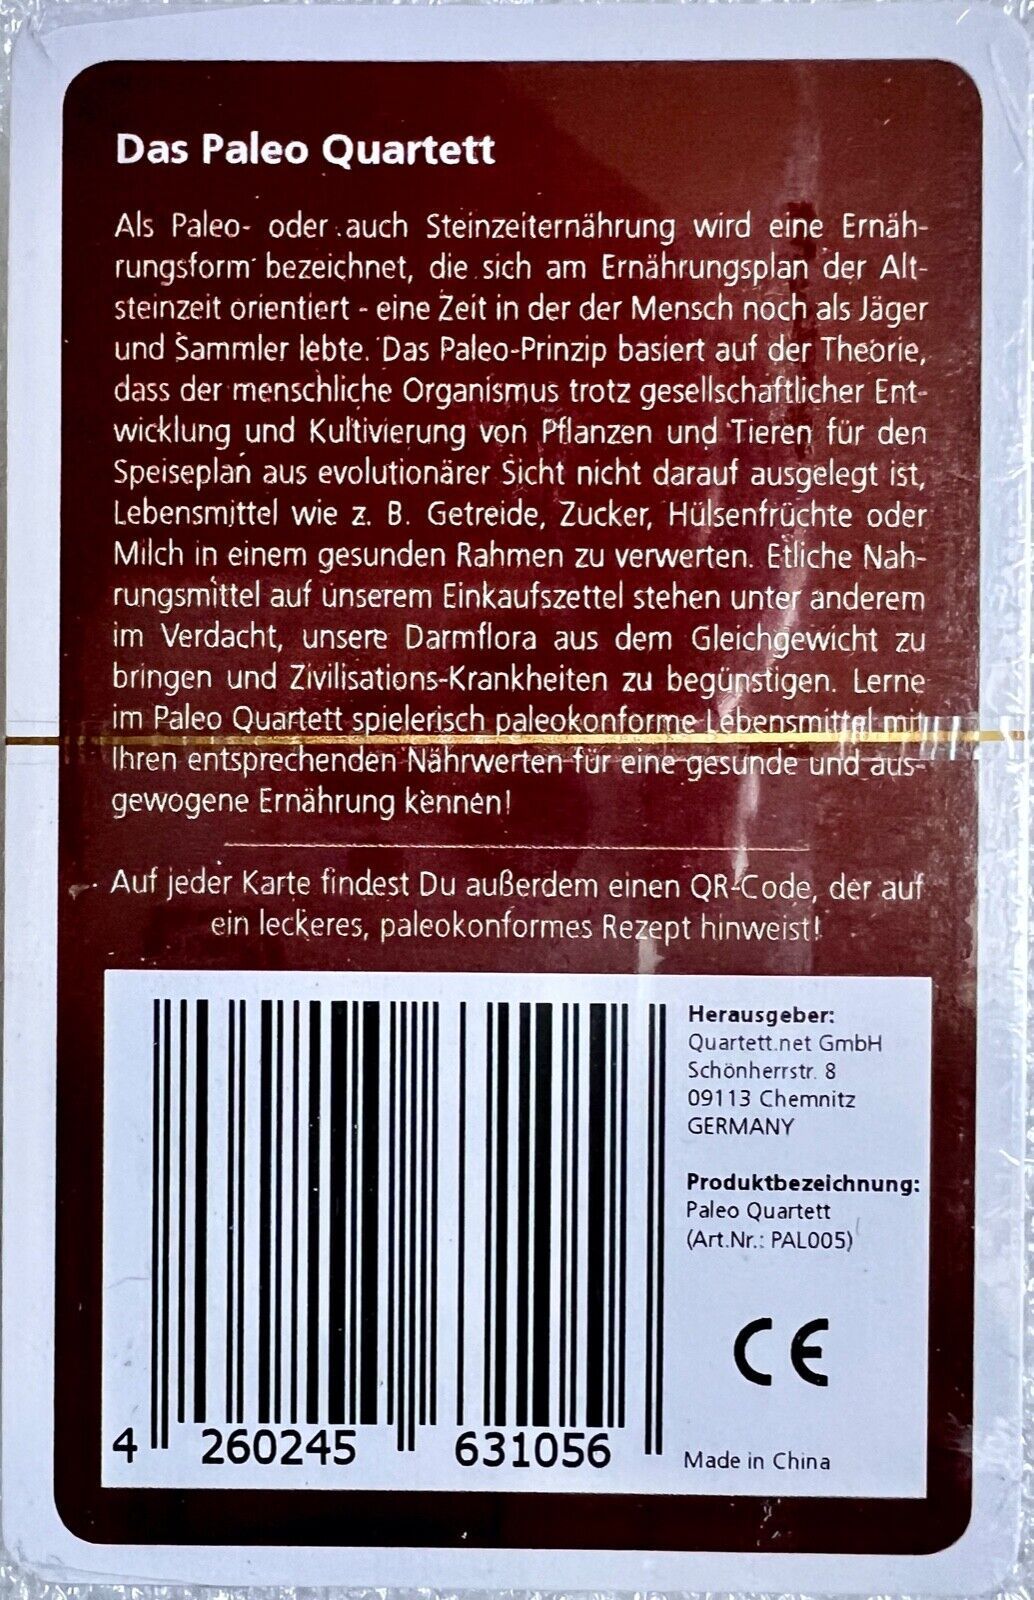 Das Paleo Quartett
Als Paleo- oder auch Steinzeiternährung wird eine Ernäh-
rungsform bezeichnet, die sich am Ernährungsplan der Alt-
steinzeit orientiert - eine Zeit in der der Mensch noch als Jäger
und Sammler lebte. Das Paleo-Prinzip basiert auf der Theorie,
dass der menschliche Organismus trotz gesellschaftlicher Ent-
wicklung und Kultivierung von Pflanzen und Tieren für den
Speiseplan aus evolutionärer Sicht nicht darauf ausgelegt ist,
Lebensmittel wie z. B. Getreide, Zucker, Hülsenfrüchte oder
Milch in einem gesunden Rahmen zu verwerten. Etliche Nah-
rungsmittel auf unserem Einkaufszettel stehen unter anderem
im Verdacht, unsere Darmflora aus dem Gleichgewicht zu
bringen und Zivilisations-Krankheiten zu begünstigen. Lerne
im Paleo Quartett spielerisch paleokonforme Lebensmittel mit
Ihren entsprechenden Nährwerten für eine gesunde und aus-
gewogene Ernährung kennen!
Auf jeder Karte findest Du außerdem einen QR-Code, der auf
ein leckeres, paleokonformes Rezept hinweist!
Herausgeber:
Quartett.net GmbH
Schönherrstr. 8
09113 Chemnitz
GERMANY
Produktbezeichnung:
Paleo Quartett
(Art.Nr.: PAL005)
CE
Made in China
4 260245 631056